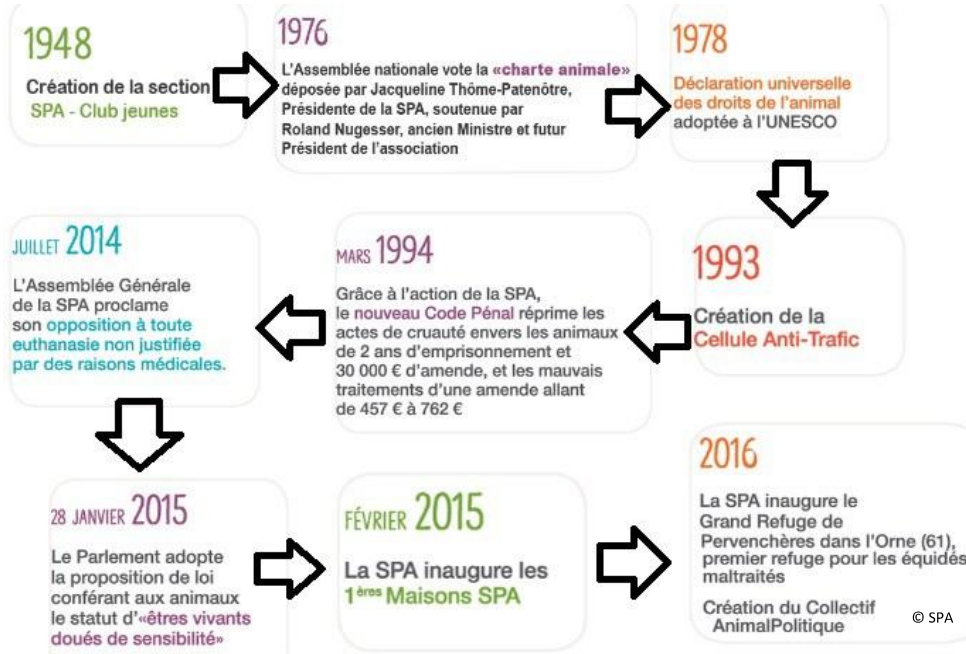 1948
Création de la section
SPA - Club jeunes
1976
L'Assemblée nationale vote la «charte animale»
déposée par Jacqueline Thôme-Patenôtre,
Présidente de la SPA, soutenue par
Roland Nugesser, ancien Ministre et futur
Président de l'association
1978
Déclaration universelle
des droits de l'animal
adoptée à l'UNESCO
1993
Création de la
Cellule Anti-Trafic
MARS 1994
Grâce à l'action de la SPA,
le nouveau Code Pénal réprime les
actes de cruauté envers les animaux
de 2 ans d'emprisonnement et
30 000 € d'amende, et les mauvais
traitements d'une amende allant
de 457 € à 762 €
JUILLET 2014
L'Assemblée Générale
de la SPA proclame
son opposition à toute
euthanasie non justifiée
par des raisons médicales.
28 JANVIER 2015
Le Parlement adopte
la proposition de loi
conférant aux animaux
le statut d'«êtres vivants
doués de sensibilité»
FÉVRIER 2015
La SPA inaugure les
1ères Maisons SPA
2016
La SPA inaugure le
Grand Refuge de
Pervenchères dans l'Orne (61),
premier refuge pour les équidés
maltraités
Création du Collectif
AnimalPolitique
© SPA